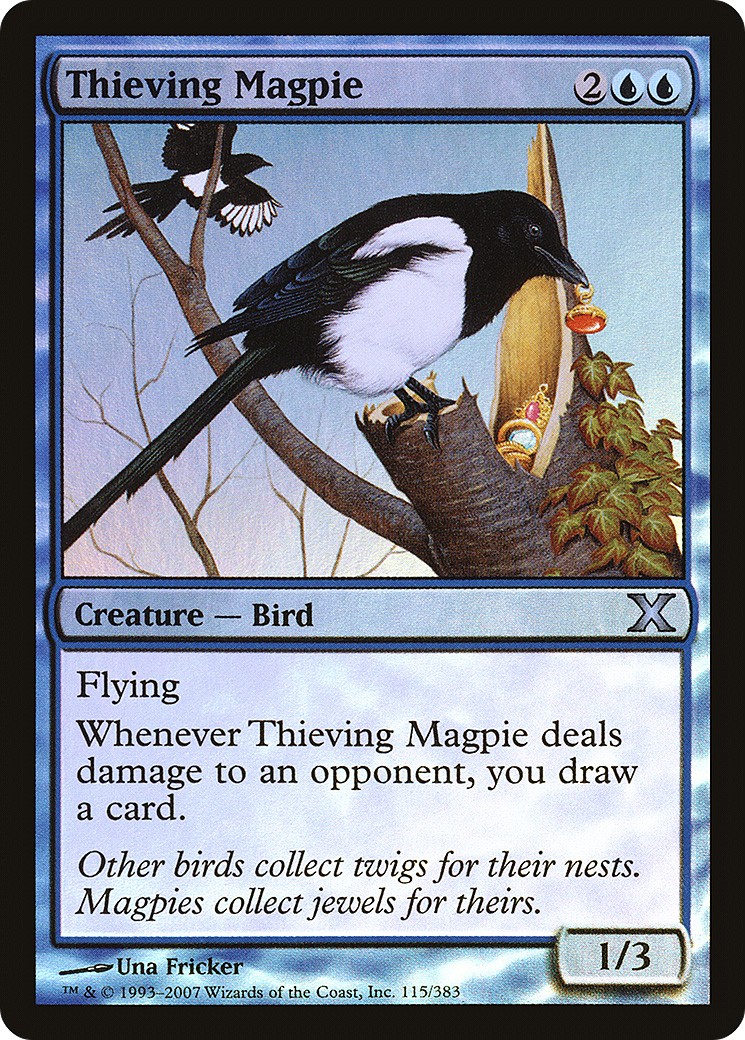 Thieving Magpie 2
Creature — Bird X
Flying
Whenever Thieving Magpie deals
damage to an opponent, you draw
a card.
Other birds collect twigs for their nests.
Magpies collect jewels for theirs.
1/3
Una Fricker
™ & © 1993–2007 Wizards of the Coast, Inc. 115/383